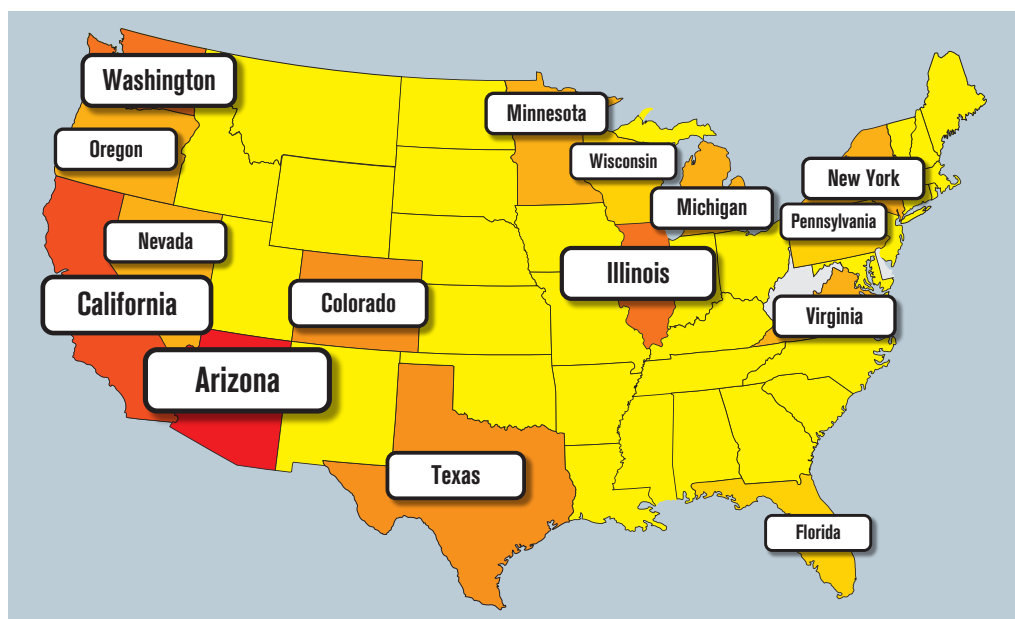 Washington
Minnesota
Oregon
Wisconsin
New York
Michigan
Pennsylvania
Nevada
Illinois
California
Colorado
Virginia
Arizona
Texas
Florida